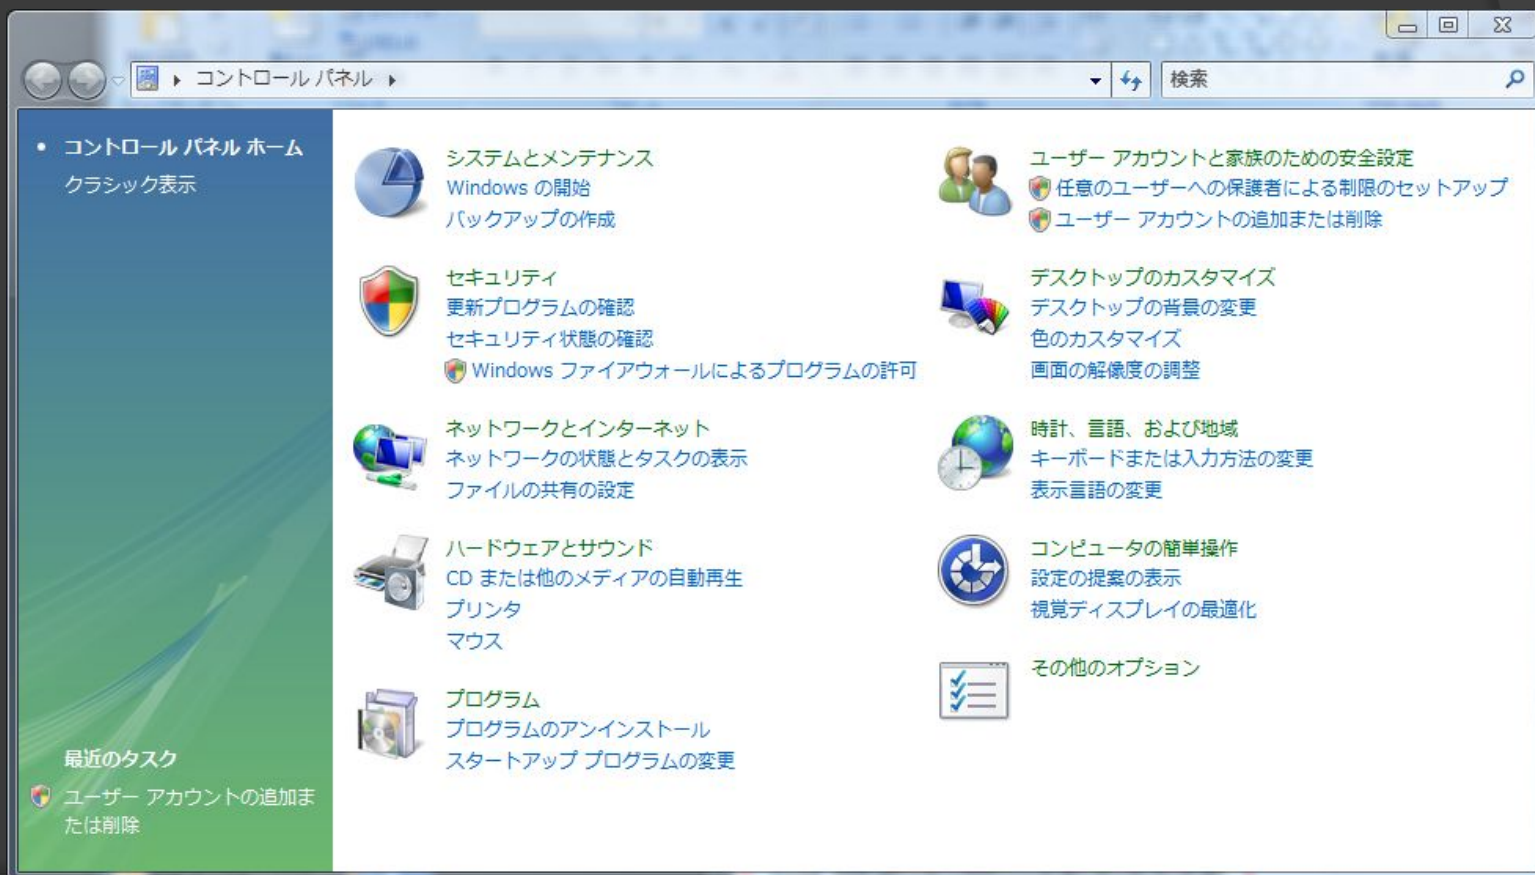 コントロール パネル
検索
コントロール パネル ホーム
クラシック表示
最近のタスク
ユーザー アカウントの追加ま
たは削除
システムとメンテナンス
Windows の開始
バックアップの作成
セキュリティ
更新プログラムの確認
セキュリティ状態の確認
Windows ファイアウォールによるプログラムの許可
ネットワークとインターネット
ネットワークの状態とタスクの表示
ファイルの共有の設定
ハードウェアとサウンド
CD または他のメディアの自動再生
プリンタ
マウス
プログラム
プログラムのアンインストール
スタートアップ プログラムの変更
ユーザー アカウントと家族のための安全設定
任意のユーザーへの保護者による制限のセットアップ
ユーザー アカウントの追加または削除
デスクトップのカスタマイズ
デスクトップの背景の変更
色のカスタマイズ
画面の解像度の調整
時計、言語、および地域
キーボードまたは入力方法の変更
表示言語の変更
コンピュータの簡単操作
設定の提案の表示
視覚ディスプレイの最適化
その他のオプション